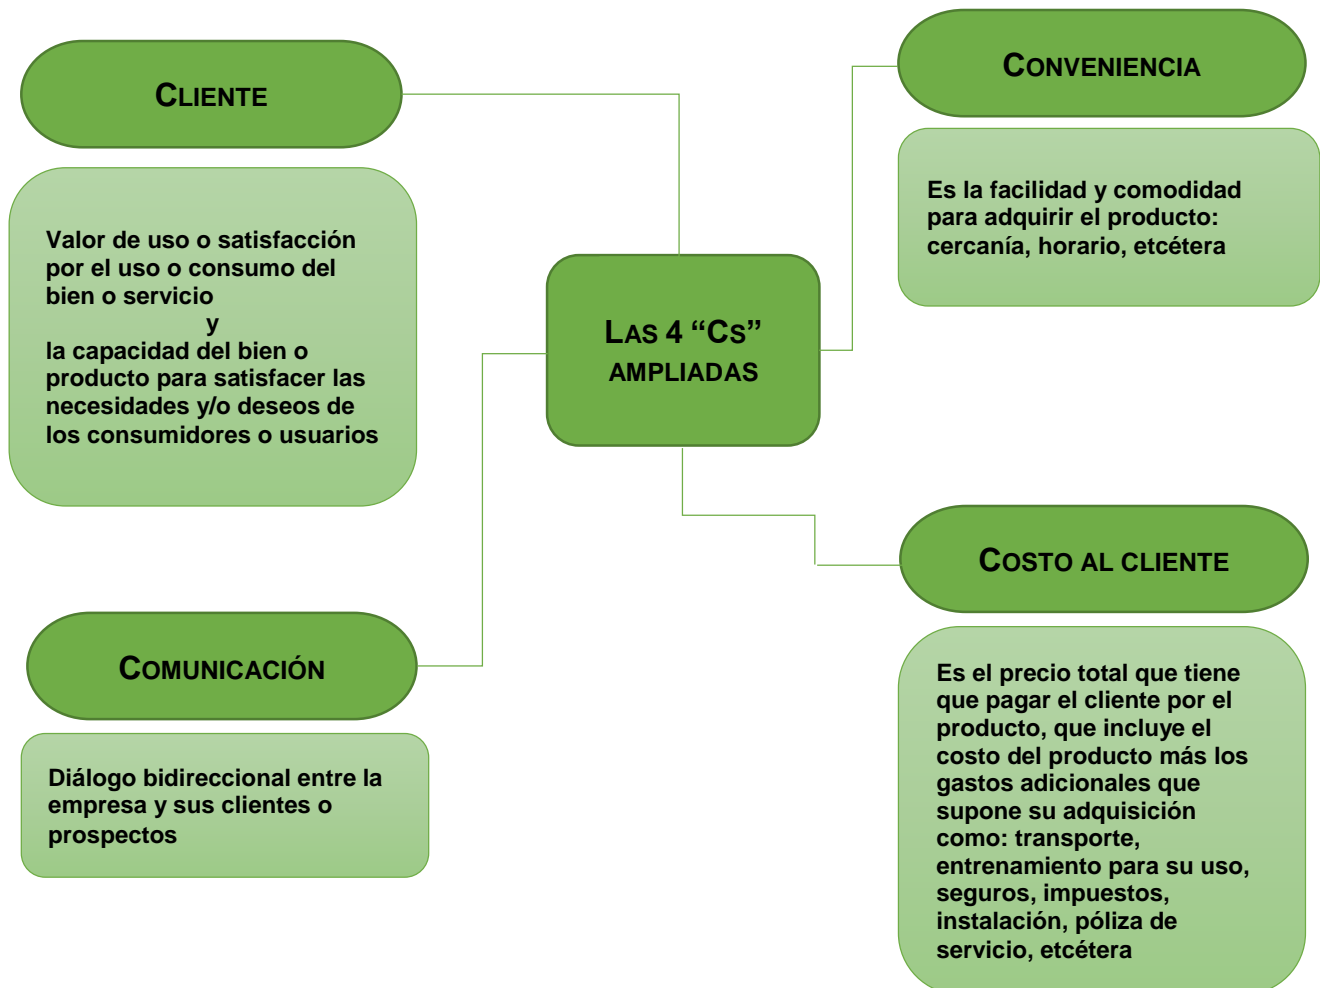 CLIENTE
Valor de uso o satisfacción
por el uso o consumo del
bien o servicio
y
la capacidad del bien o
producto para satisfacer las
necesidades y/o deseos de
los consumidores o usuarios
COMUNICACIÓN
Diálogo bidireccional entre la
empresa y sus clientes o
prospectos
LAS 4 “CS”
AMPLIADAS
CONVENIENCIA
Es la facilidad y comodidad
para adquirir el producto:
cercanía, horario, etcétera
COSTO AL CLIENTE
Es el precio total que tiene
que pagar el cliente por el
producto, que incluye el
costo del producto más los
gastos adicionales que
supone su adquisición
como: transporte,
entrenamiento para su uso,
seguros, impuestos,
instalación, póliza de
servicio, etcétera